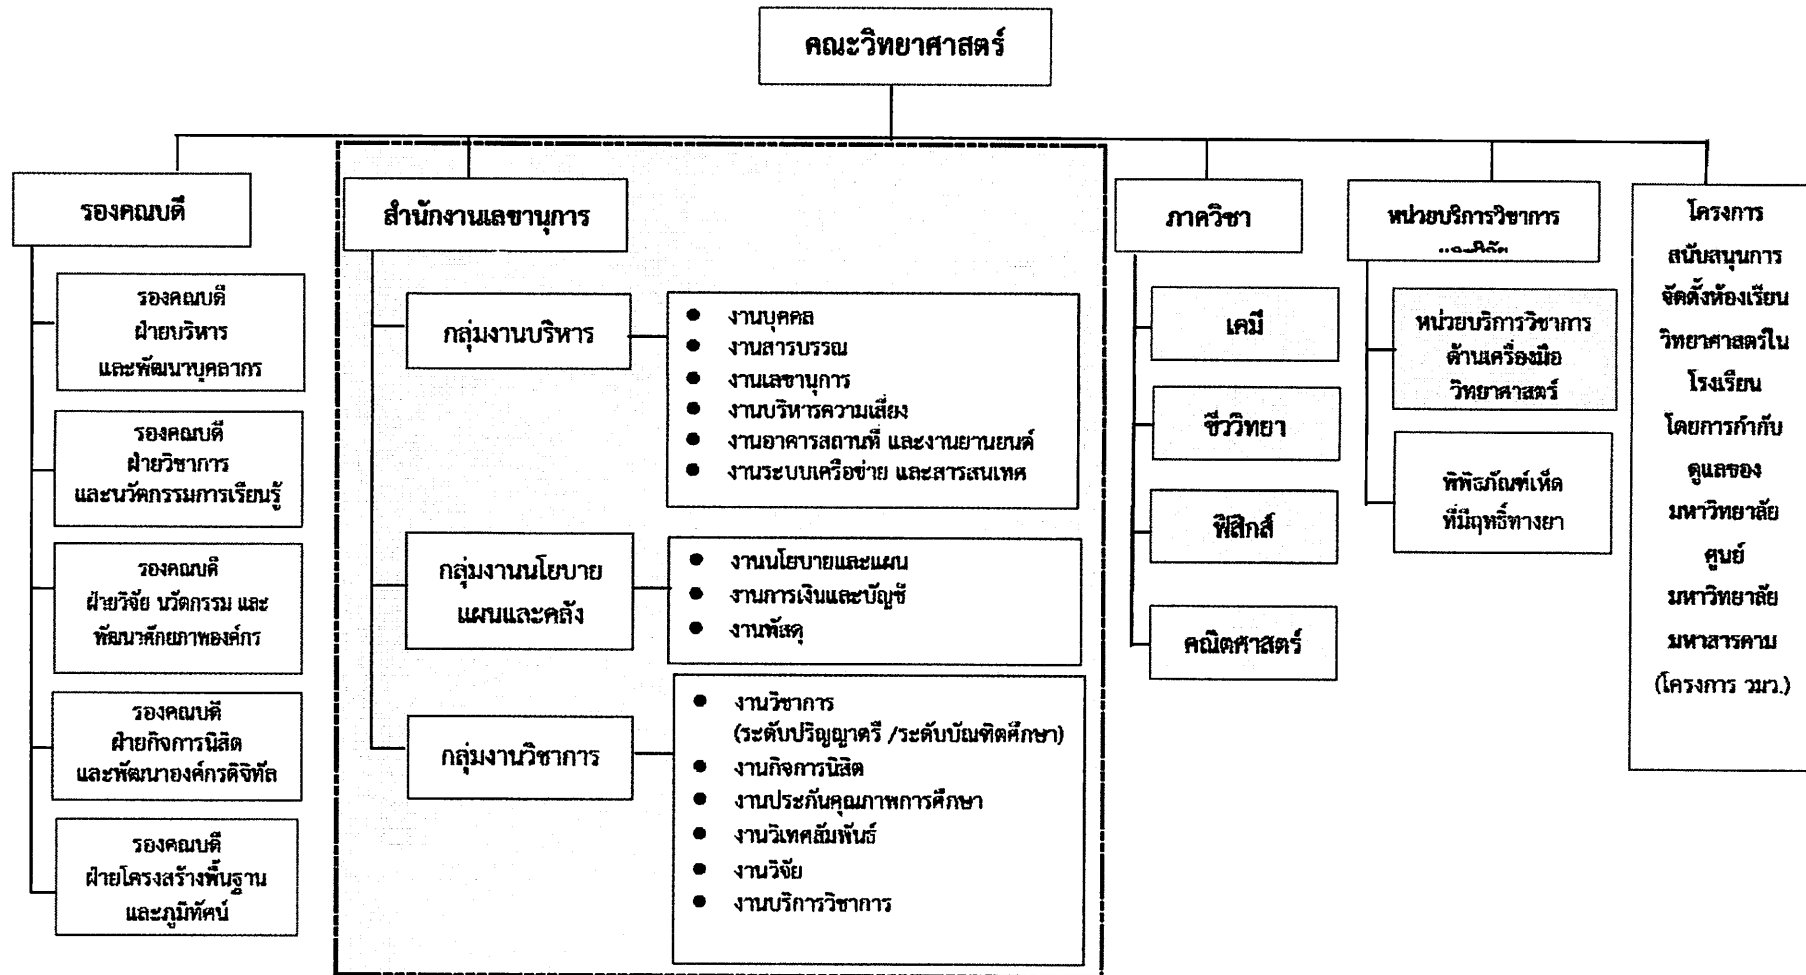 คณะวิทยาศาสตร์
รองคณบดี
รองคณบดี
ฝ่ายบริหาร
และพัฒนาบุคลากร
รองคณบดี
ฝ่ายวิชาการ
และนวัตกรรมการเรียนรู้
รองคณบดี
ฝ่ายวิจัย นวัตกรรม และ
พัฒนาศักยภาพองค์กร
รองคณบดี
ฝ่ายกิจการนิสิต
และพัฒนาองค์กรดิจิทัล
รองคณบดี
ฝ่ายโครงสร้างพื้นฐาน
และภูมิทัศน์
สำนักงานเลขานุการ
กลุ่มงานบริหาร
● งานบุคคล
● งานสารบรรณ
● งานเลขานุการ
● งานบริหารความเสี่ยง
● งานอาคารสถานที่ และงานยานยนต์
● งานระบบเครือข่าย และสารสนเทศ
กลุ่มงานนโยบาย
แผนและคลัง
● งานนโยบายและแผน
● งานการเงินและบัญชี
● งานพัสดุ
กลุ่มงานวิชาการ
● งานวิชาการ
(ระดับปริญญาตรี /ระดับบัณฑิตศึกษา)
● งานกิจการนิสิต
● งานประกันคุณภาพการศึกษา
● งานวิเทศสัมพันธ์
● งานวิจัย
● งานบริการวิชาการ
ภาควิชา
เคมี
ชีววิทยา
ฟิสิกส์
คณิตศาสตร์
หน่วยบริการวิชาการ
และวิจัย
หน่วยบริการวิชาการ
ด้านเครื่องมือ
วิทยาศาสตร์
พิพิธภัณฑ์เห็ด
ที่มีฤทธิ์ทางยา
โครงการ
สนับสนุนการ
จัดตั้งห้องเรียน
วิทยาศาสตร์ใน
โรงเรียน
โดยการกำกับ
ดูแลของ
มหาวิทยาลัย
ศูนย์
มหาวิทยาลัย
มหาสารคาม
(โครงการ วมว.)